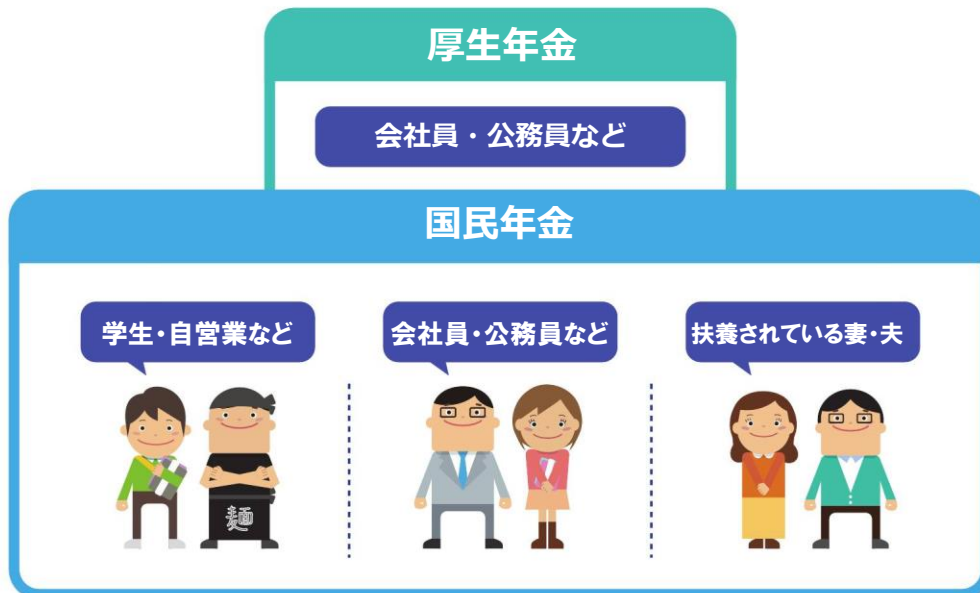 厚生年金
会社員・公務員など
国民年金
学生・自営業など
会社員・公務員など
扶養されている妻・夫
麺